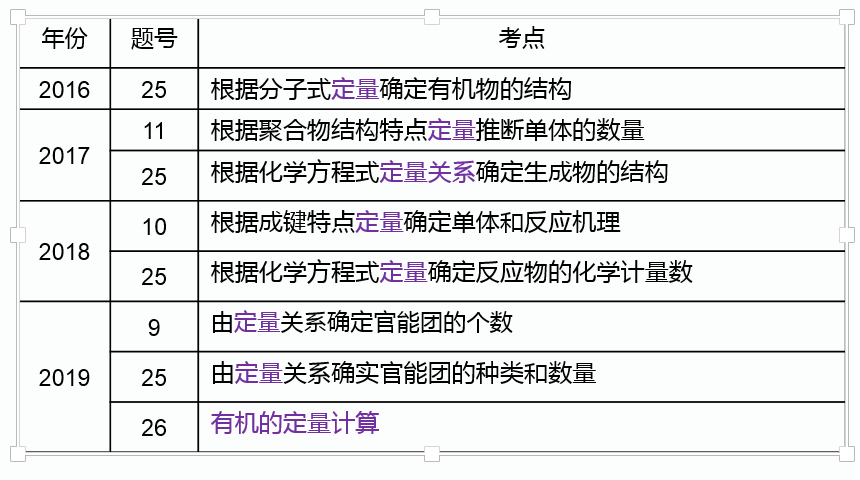 年份 题号 考点
2016 25 根据分子式定量确定有机物的结构
2017 11 根据聚合物结构特点定量推断单体的数量
25 根据化学方程式定量关系确定生成物的结构
2018 10 根据成键特点定量确定单体和反应机理
25 根据化学方程式定量确定反应物的化学计量数
2019 9 由定量关系确定官能团的个数
25 由定量关系确实官能团的种类和数量
26 有机的定量计算